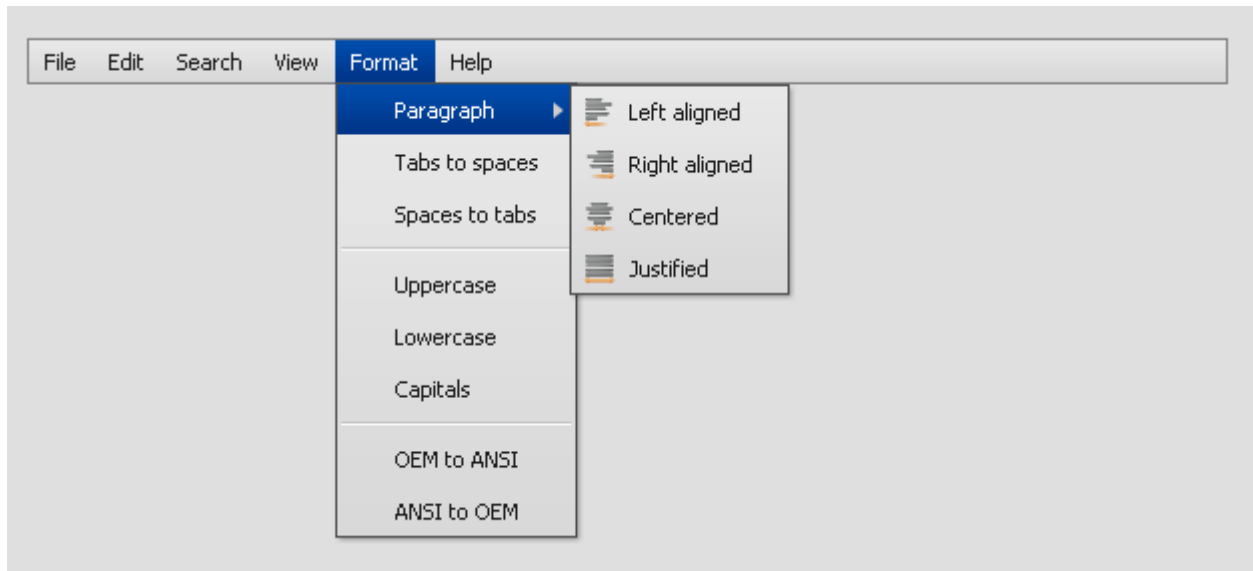 File Edit Search View Format Help
Paragraph
Tabs to spaces
Spaces to tabs
Uppercase
Lowercase
Capitals
OEM to ANSI
ANSI to OEM
Left aligned
Right aligned
Centered
Justified